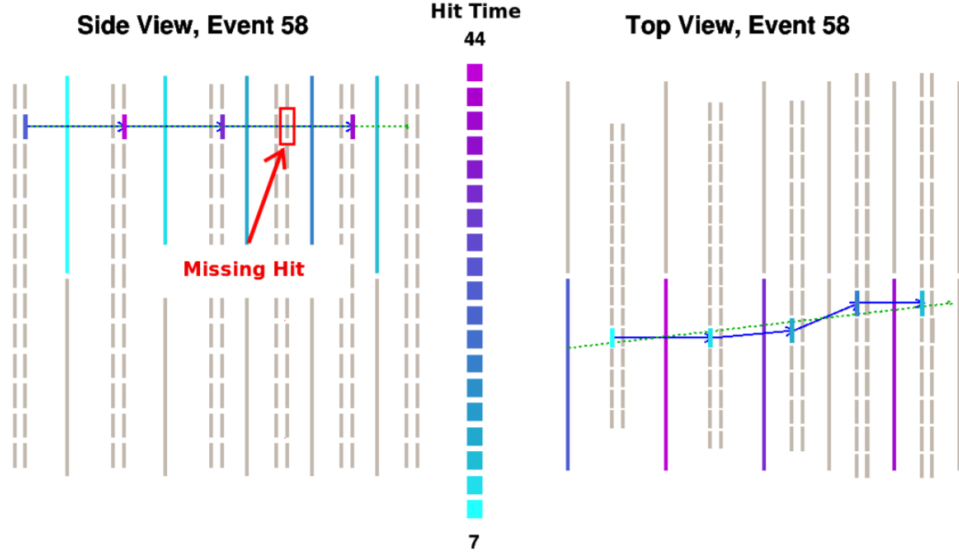 Side View, Event 58
Hit Time
44
Top View, Event 58
Missing Hit
7